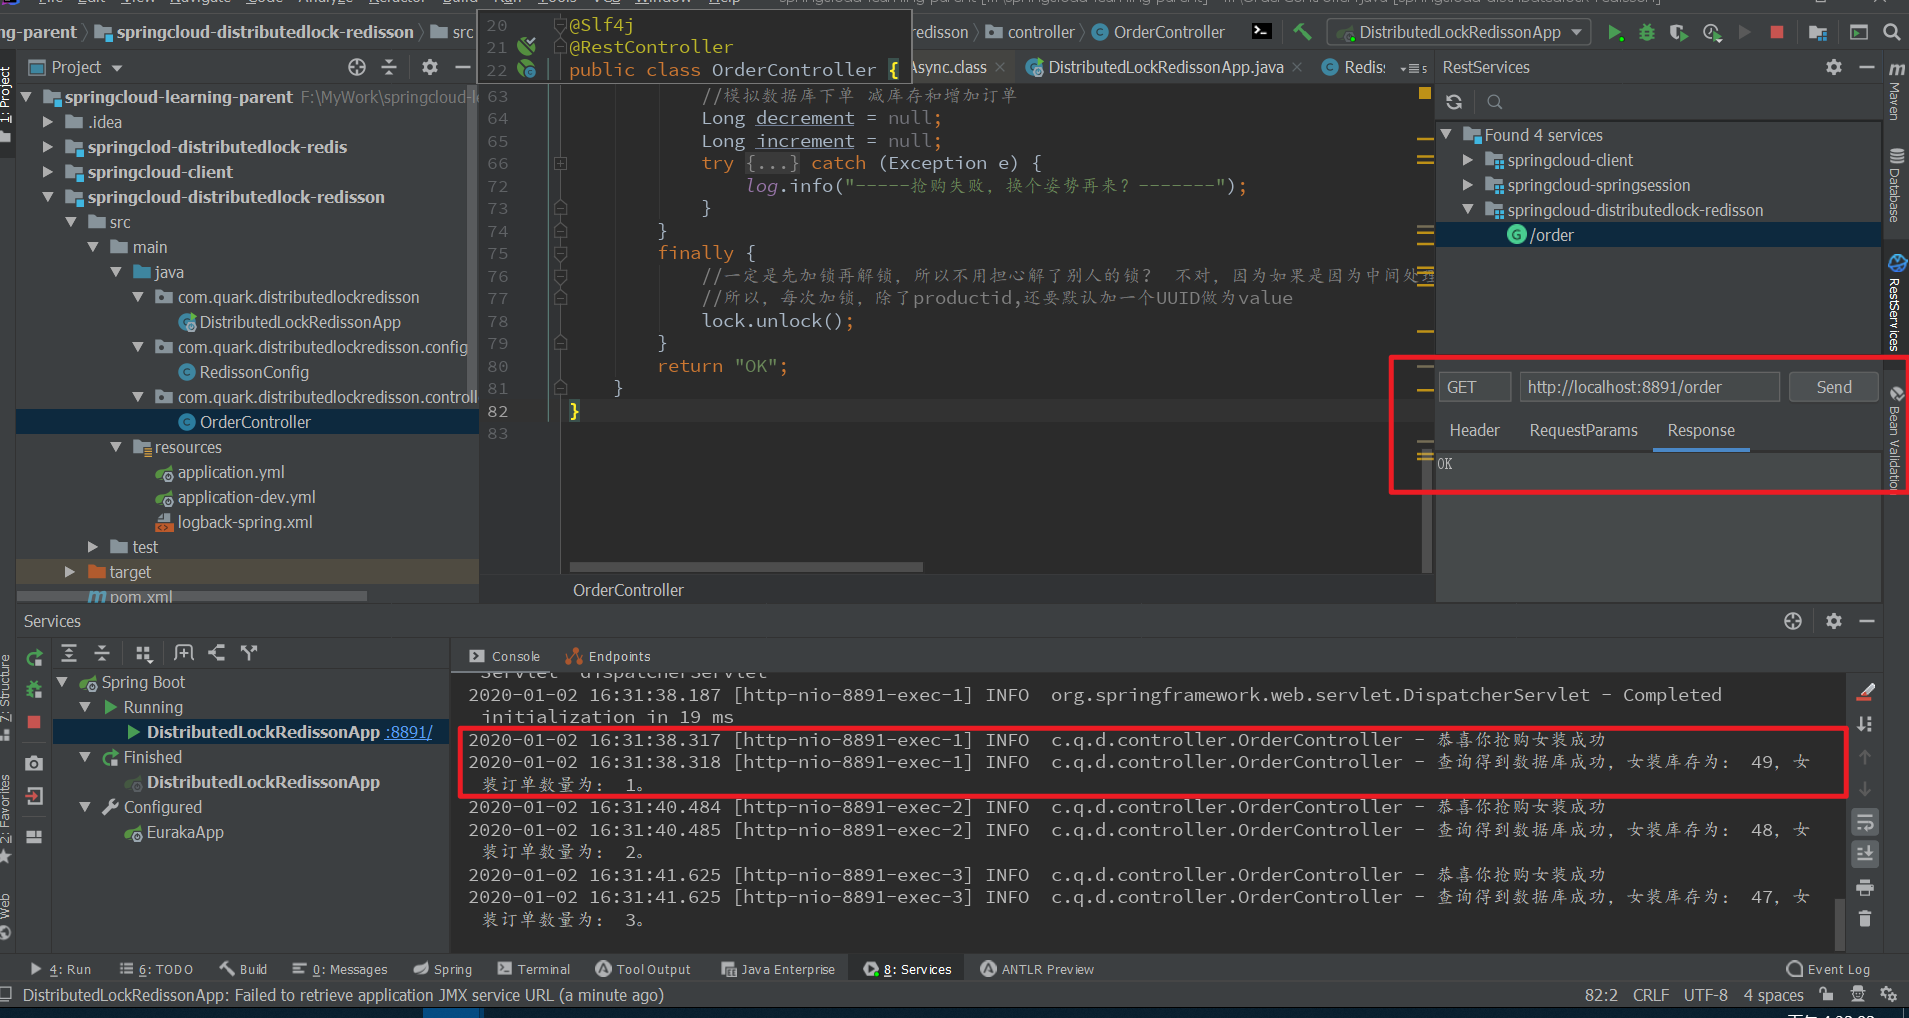 ng-parent springcloud-distributedlock-redisson src
edisson controller OrderController DistributedLockRedissonApp
Project
20 @Slf4j
21 @RestController
22 public class OrderController {
Async.class DistributedLockRedissonApp.java Redis 5
RestServices
1: Project
springcloud-learning-parent F:\MyWork\springcloud-l
.idea
springclod-distributedlock-redis
springcloud-client
springcloud-distributedlock-redisson
src
main
java
com.quark.distributedlockredisson
DistributedLockRedissonApp
com.quark.distributedlockredisson.config
RedissonConfig
com.quark.distributedlockredisson.controll
OrderController
resources
application.yml
application-dev.yml
logback-spring.xml
test
target
pom.xml
63 //模拟数据库下单 减库存和增加订单
64 Long decrement = null;
65 Long increment = null;
66 try {...} catch (Exception e) {
72 log.info("-----抢购失败，换个姿势再来？-------");
73 }
74 }
75 finally {
76 //一定是先加锁再解锁，所以不用担心解了别人的锁？ 不对，因为如果是因为中间处理
77 //所以，每次加锁，除了productid,还要默认加一个UUID做为value
78 lock.unlock();
79 }
80 return "OK";
81 }
82 }
83
OrderController
Found 4 services
springcloud-client
springcloud-springsession
springcloud-distributedlock-redisson
/order
GET http://localhost:8891/order Send
Header RequestParams Response
OK
Maven
Database
RestServices
Bean Validation
Services
Spring Boot
Running
DistributedLockRedissonApp :8891/
Finished
DistributedLockRedissonApp
Configured
EurakaApp
Console Endpoints
Servlet 'dispatcherServlet'
2020-01-02 16:31:38.187 [http-nio-8891-exec-1] INFO org.springframework.web.servlet.DispatcherServlet - Completed
initialization in 19 ms
2020-01-02 16:31:38.317 [http-nio-8891-exec-1] INFO c.q.d.controller.OrderController - 恭喜你抢购女装成功
2020-01-02 16:31:38.318 [http-nio-8891-exec-1] INFO c.q.d.controller.OrderController - 查询得到数据库成功，女装库存为： 49，女
装订单数量为： 1。
2020-01-02 16:31:40.484 [http-nio-8891-exec-2] INFO c.q.d.controller.OrderController - 恭喜你抢购女装成功
2020-01-02 16:31:40.485 [http-nio-8891-exec-2] INFO c.q.d.controller.OrderController - 查询得到数据库成功，女装库存为： 48，女
装订单数量为： 2。
2020-01-02 16:31:41.625 [http-nio-8891-exec-3] INFO c.q.d.controller.OrderController - 恭喜你抢购女装成功
2020-01-02 16:31:41.625 [http-nio-8891-exec-3] INFO c.q.d.controller.OrderController - 查询得到数据库成功，女装库存为： 47，女
装订单数量为： 3。
7: Structure
2: Favorites
Web
4: Run 6: TODO Build 0: Messages Spring Terminal Tool Output Java Enterprise 8: Services ANTLR Preview Event Log
DistributedLockRedissonApp: Failed to retrieve application JMX service URL (a minute ago)
82:2 CRLF UTF-8 4 spaces